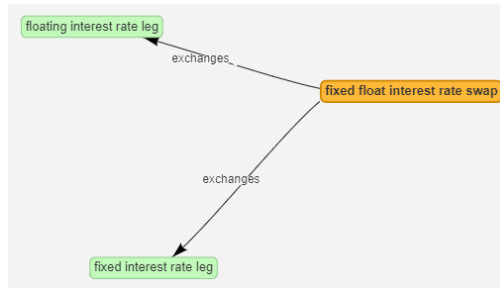 floating interest rate leg
exchanges
fixed float interest rate swap
exchanges
fixed interest rate leg